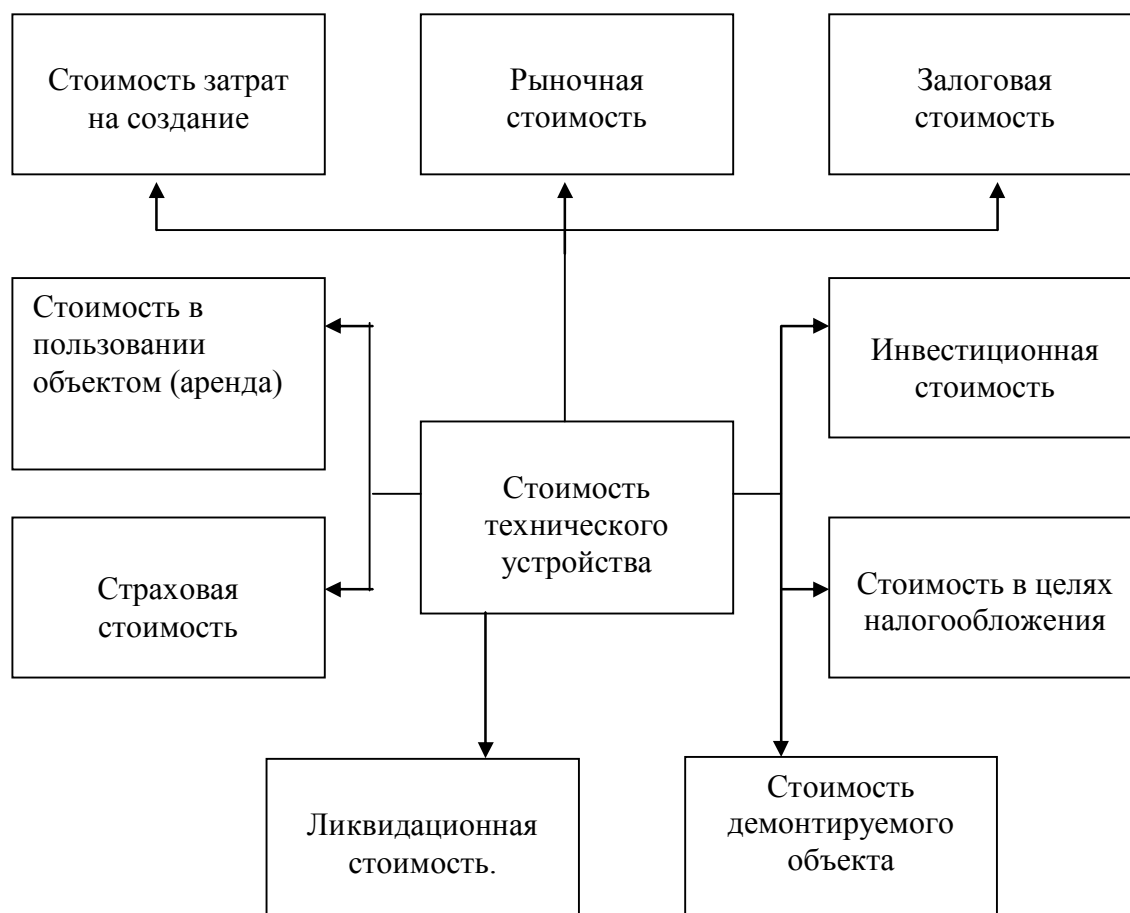 Стоимость затрат
на создание
Рыночная
стоимость
Залоговая
стоимость
Стоимость в
пользовании
объектом (аренда)
Инвестиционная
стоимость
Стоимость
технического
устройства
Страховая
стоимость
Стоимость в целях
налогообложения
Ликвидационная
стоимость.
Стоимость
демонтируемого
объекта